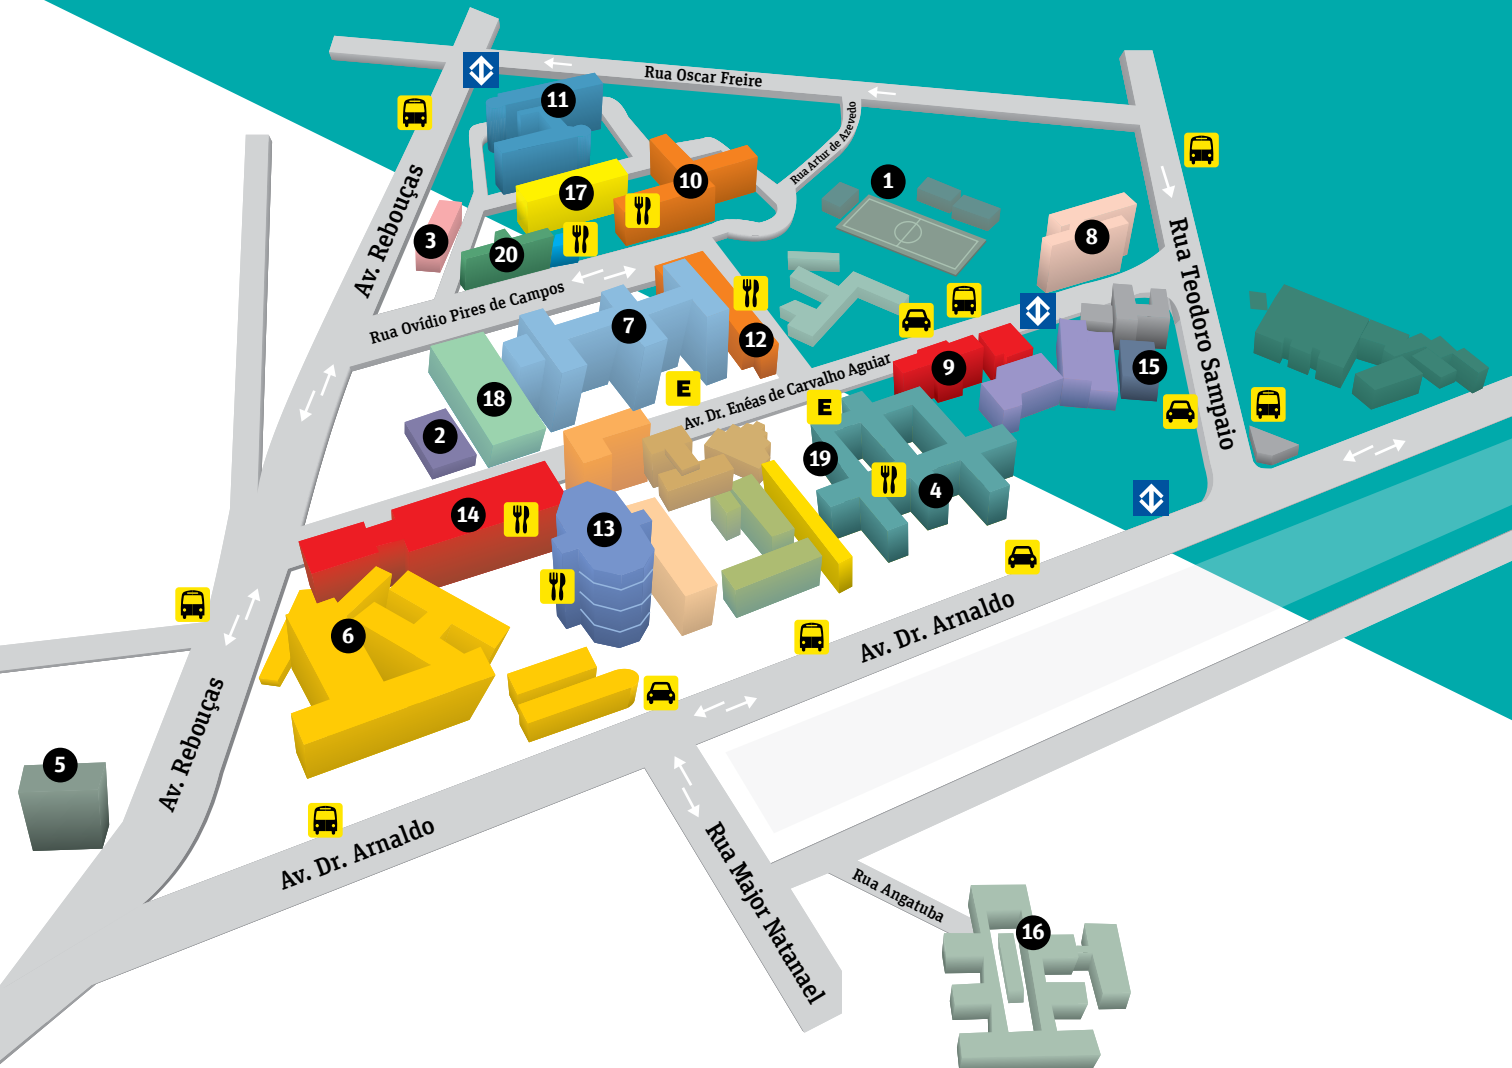 Rua Oscar Freire
11
Rua Artur de Azevedo
17
10
1
Av. Rebouças
3
20
8
Rua Teodoro Sampaio
Rua Ovídio Pires de Campos
7
12
9
15
E
Av. Dr. Enéas de Carvalho Aguiar
E
18
2
19
4
14
13
6
Av. Dr. Arnaldo
Av. Rebouças
5
Av. Dr. Arnaldo
Rua Major Natanael
Rua Angatuba
16